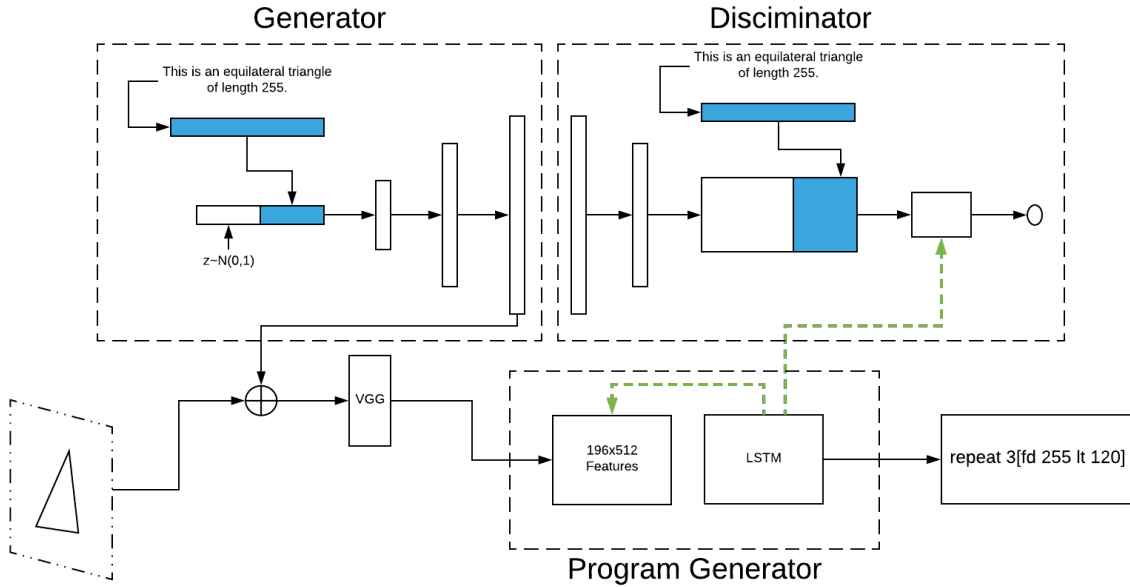 Generator
Disciminator
This is an equilateral triangle
of length 255.
This is an equilateral triangle
of length 255.
z~N(0,1)
VGG
196x512
Features
LSTM
repeat 3[fd 255 lt 120]
Program Generator